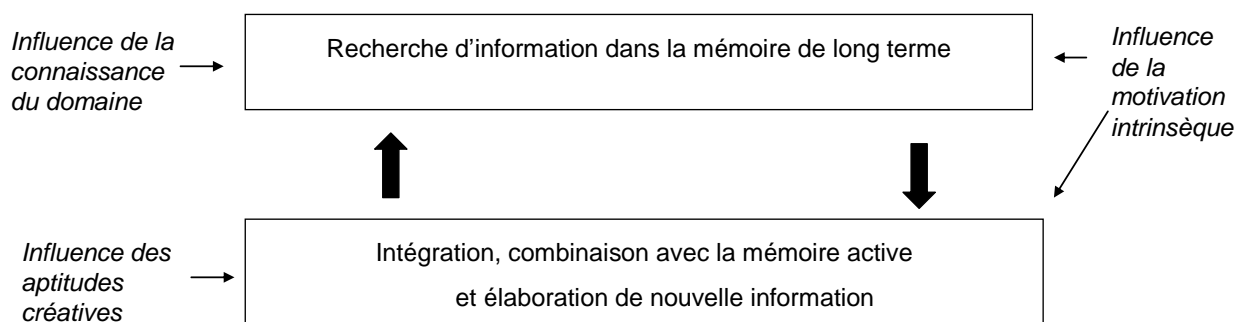 Influence de la
connaissance
du domaine
Recherche d'information dans la mémoire de long terme
Influence
de la
motivation
intrinsèque
Influence des
aptitudes
créatives
Intégration, combinaison avec la mémoire active
et élaboration de nouvelle information